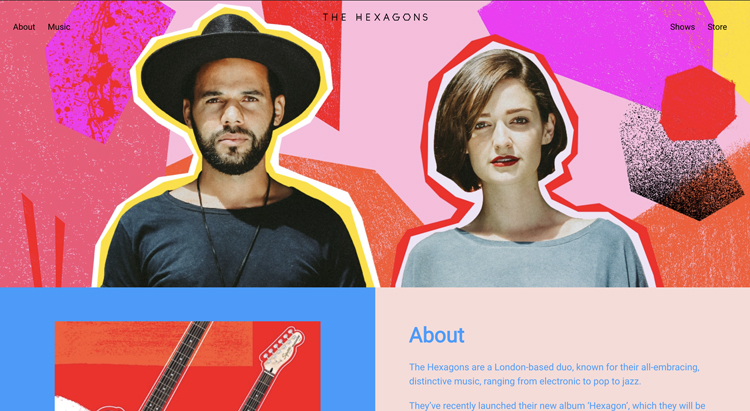 THE HEXAGONS
About
Music
Shows
Store
About
The Hexagons are a London-based duo, known for their all-embracing,
distinctive music, ranging from electronic to pop to jazz.
They've recently launched their new album 'Hexagon', which they will be